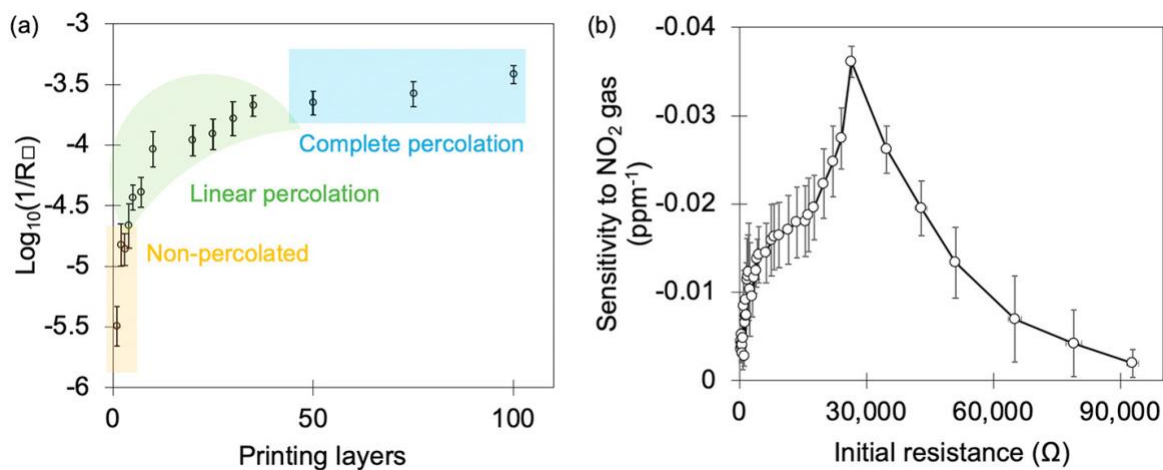 (a)
-3
-3.5
-4
-4.5
-5
-5.5
-6
Log₁₀(1/R□)
Complete percolation
Linear percolation
Non-percolated
0
50
100
Printing layers
(b)
-0.04
-0.03
-0.02
-0.01
0
Sensitivity to NO₂ gas
(ppm⁻¹)
0
30,000
60,000
90,000
Initial resistance (Ω)